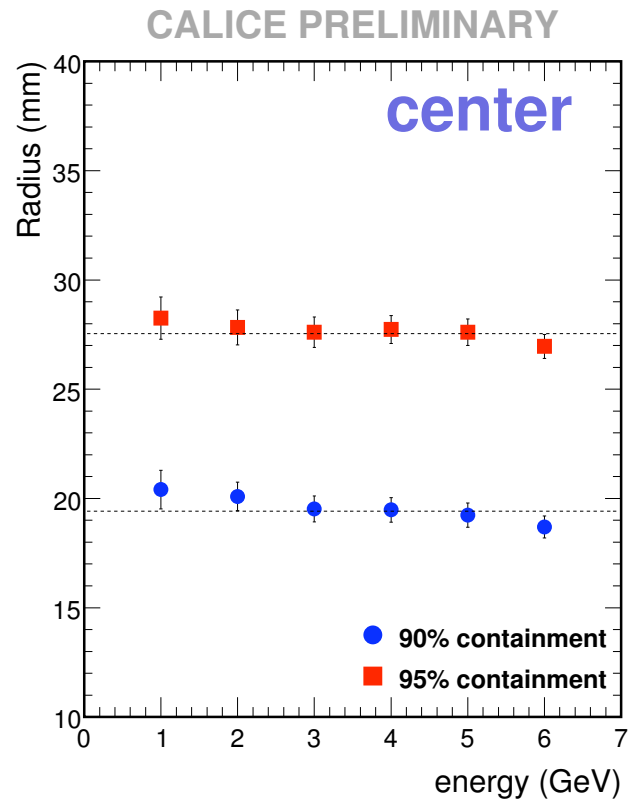 CALICE PRELIMINARY
center
Radius (mm)
40
35
30
25
20
15
10
90% containment
95% containment
0 1 2 3 4 5 6 7
energy (GeV)